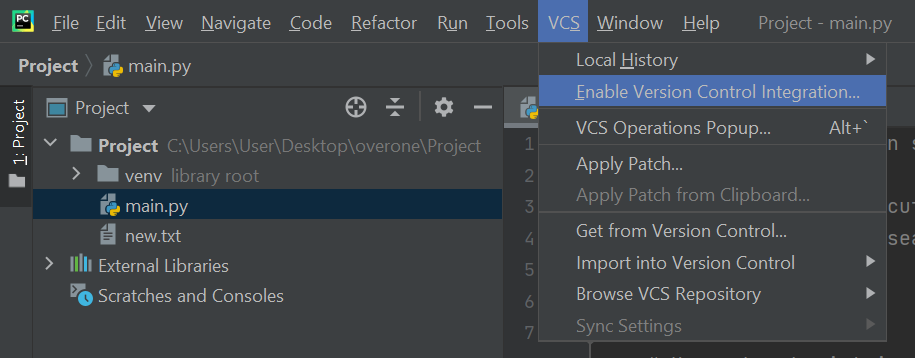 PC File Edit View Navigate Code Refactor Run Tools VCS Window Help Project - main.py
Project main.py
1: Project
Project
Project C:\Users\User\Desktop\overone\Project
venv library root
main.py
new.txt
External Libraries
Scratches and Consoles
Local History
Enable Version Control Integration...
VCS Operations Popup... Alt+`
Apply Patch...
Apply Patch from Clipboard...
Get from Version Control...
Import into Version Control
Browse VCS Repository
Sync Settings
1
2
3
4
5
6
7